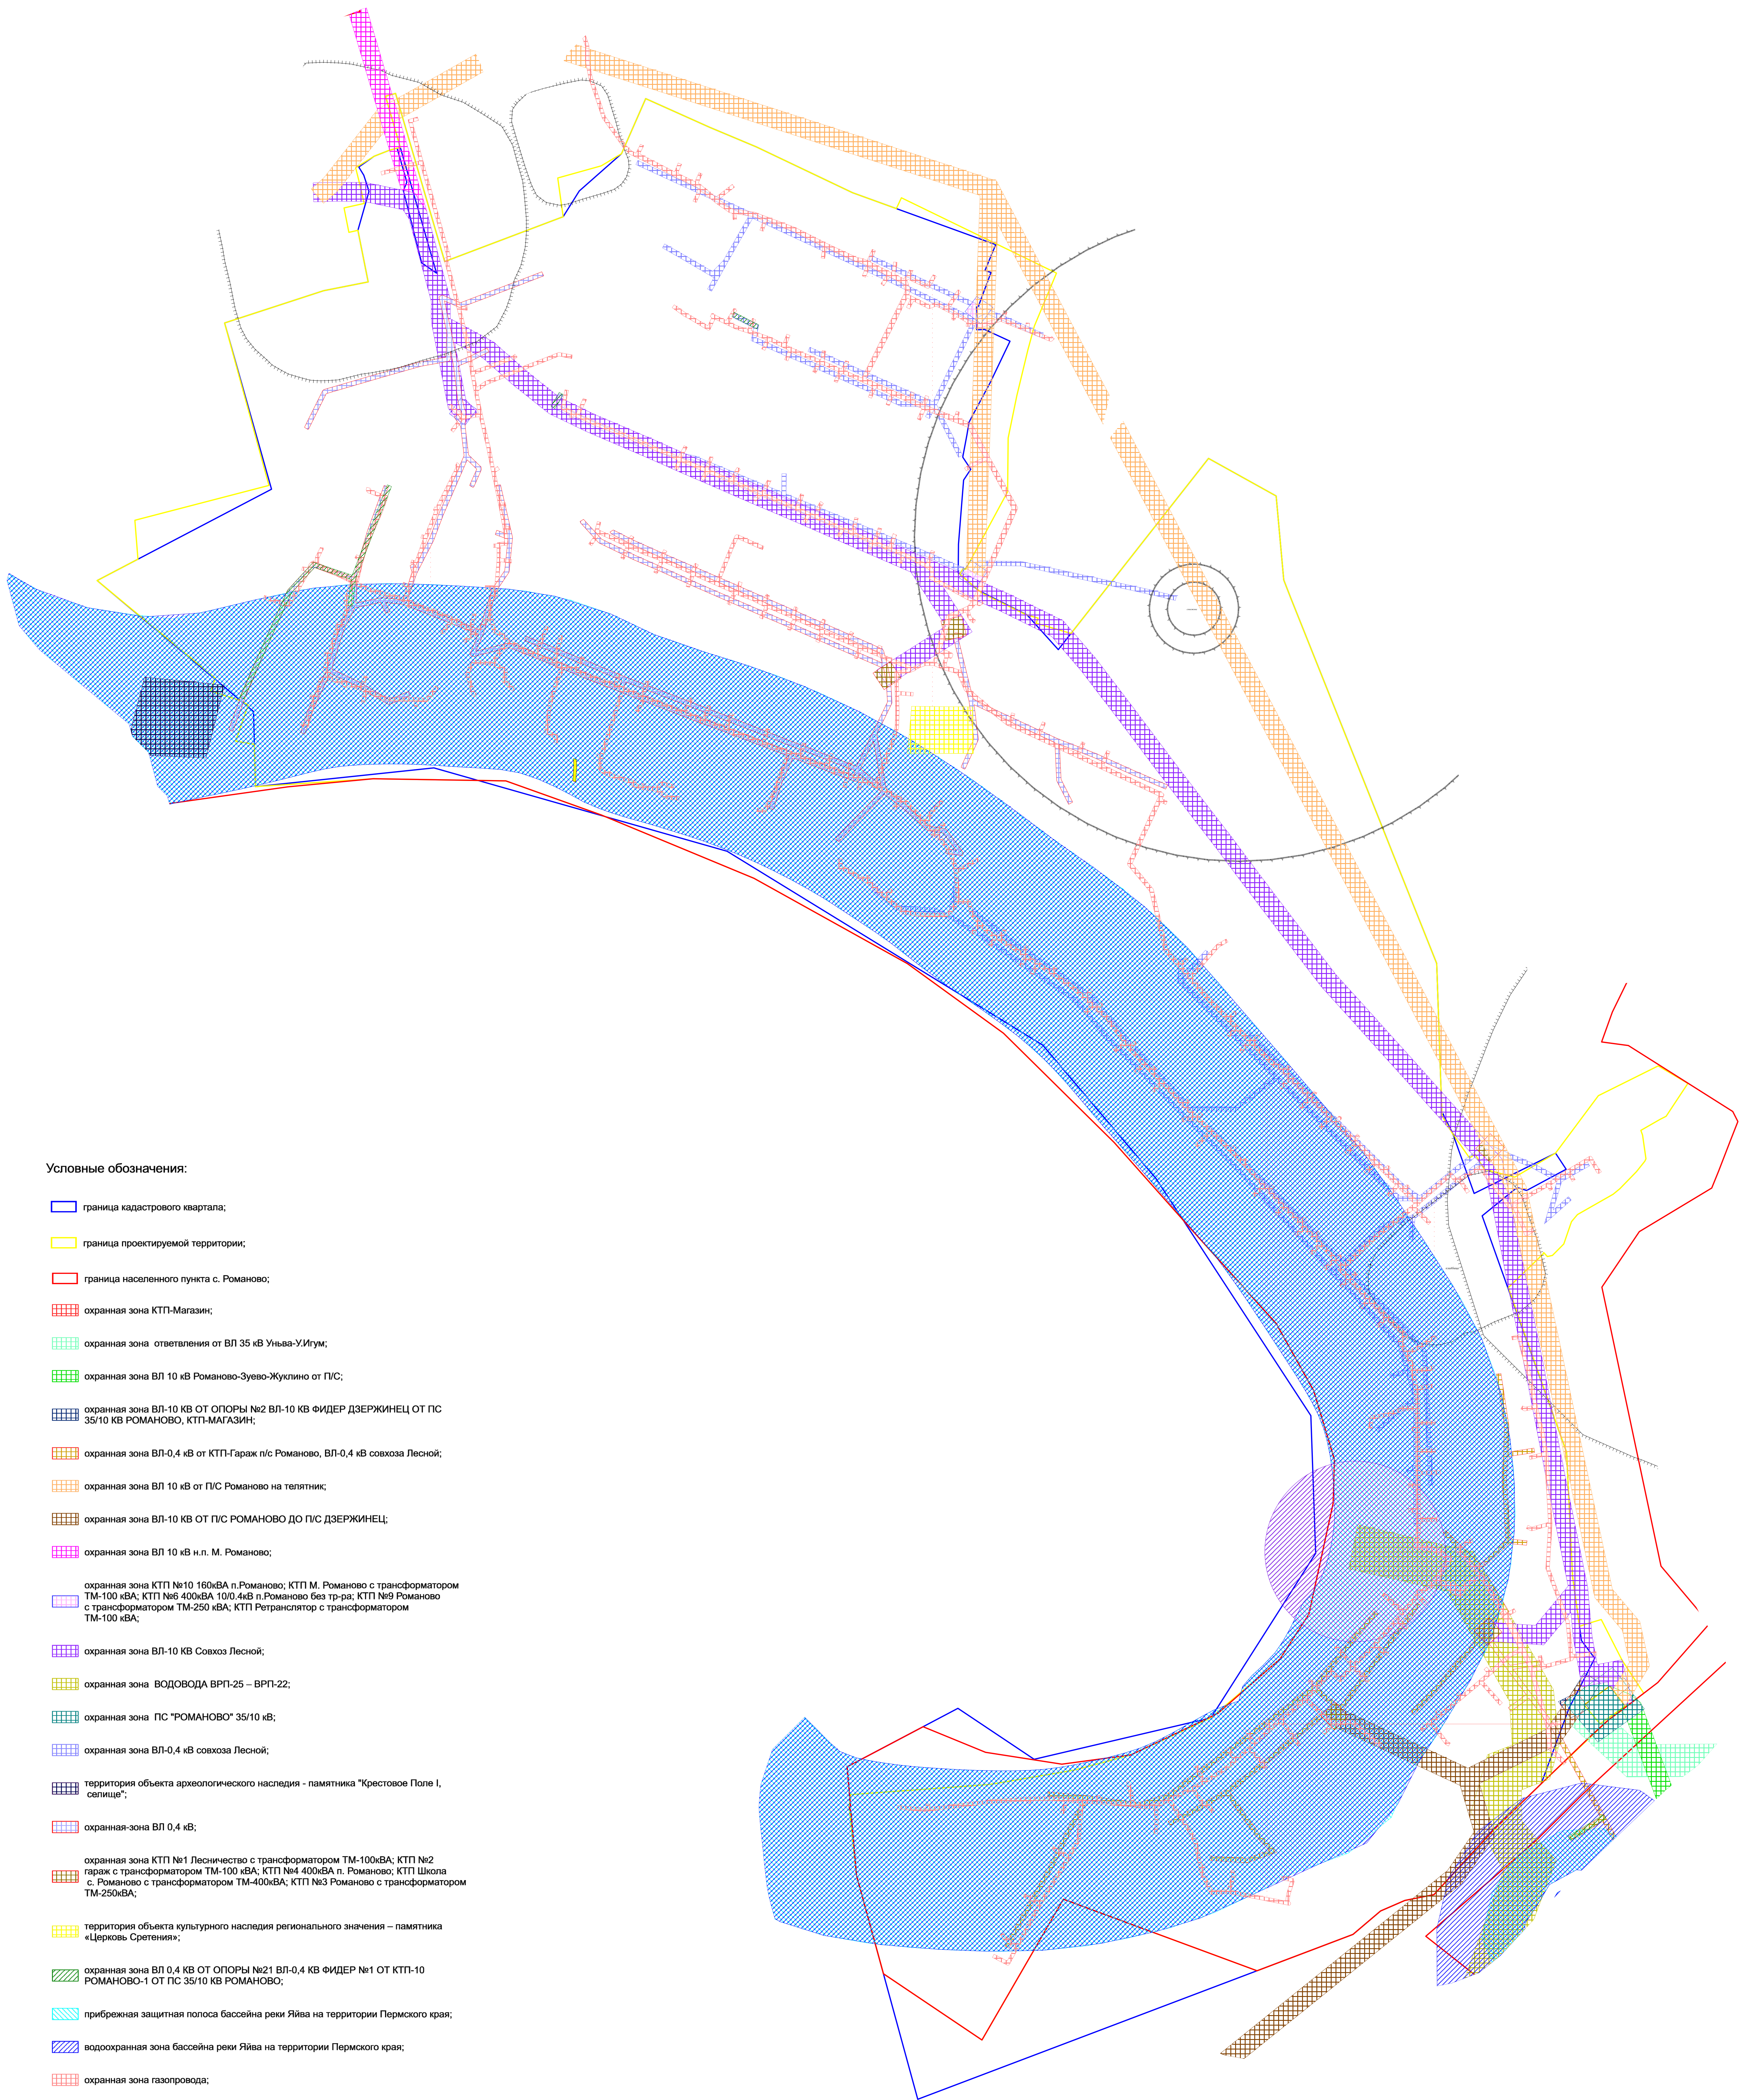 Условные обозначения:
граница кадастрового квартала;
граница проектируемой территории;
граница населенного пункта с. Романово;
охранная зона КТП-Магазин;
охранная зона ответвления от ВЛ 35 кВ Уньва-У.Игум;
охранная зона ВЛ 10 кВ Романово-Зуево-Жуклино от П/С;
охранная зона ВЛ-10 КВ ОТ ОПОРЫ №2 ВЛ-10 КВ ФИДЕР ДЗЕРЖИНЕЦ ОТ ПС
35/10 КВ РОМАНОВО, КТП-МАГАЗИН;
охранная зона ВЛ-0,4 кВ от КТП-Гараж п/с Романово, ВЛ-0,4 кВ совхоза Лесной;
охранная зона ВЛ 10 кВ от П/С Романово на телятник;
охранная зона ВЛ-10 КВ ОТ П/С РОМАНОВО ДО П/С ДЗЕРЖИНЕЦ;
охранная зона ВЛ 10 кВ н.п. М. Романово;
охранная зона КТП №10 160кВА п.Романово; КТП М. Романово с трансформатором
ТМ-100 кВА; КТП №6 400кВА 10/0.4кВ п.Романово без тр-ра; КТП №9 Романово
с трансформатором ТМ-250 кВА; КТП Ретранслятор с трансформатором
ТМ-100 кВА;
охранная зона ВЛ-10 КВ Совхоз Лесной;
охранная зона ВОДОВОДА ВРП-25 – ВРП-22;
охранная зона ПС "РОМАНОВО" 35/10 кВ;
охранная зона ВЛ-0,4 кВ совхоза Лесной;
территория объекта археологического наследия - памятника "Крестовое Поле I,
селище";
охранная-зона ВЛ 0,4 кВ;
охранная зона КТП №1 Лесничество с трансформатором ТМ-100кВА; КТП №2
гараж с трансформатором ТМ-100 кВА; КТП №4 400кВА п. Романово; КТП Школа
с. Романово с трансформатором ТМ-400кВА; КТП №3 Романово с трансформатором
ТМ-250кВА;
территория объекта культурного наследия регионального значения – памятника
«Церковь Сретения»;
охранная зона ВЛ 0,4 КВ ОТ ОПОРЫ №21 ВЛ-0,4 КВ ФИДЕР №1 ОТ КТП-10
РОМАНОВО-1 ОТ ПС 35/10 КВ РОМАНОВО;
прибрежная защитная полоса бассейна реки Яйва на территории Пермского края;
водоохранная зона бассейна реки Яйва на территории Пермского края;
охранная зона газопровода;